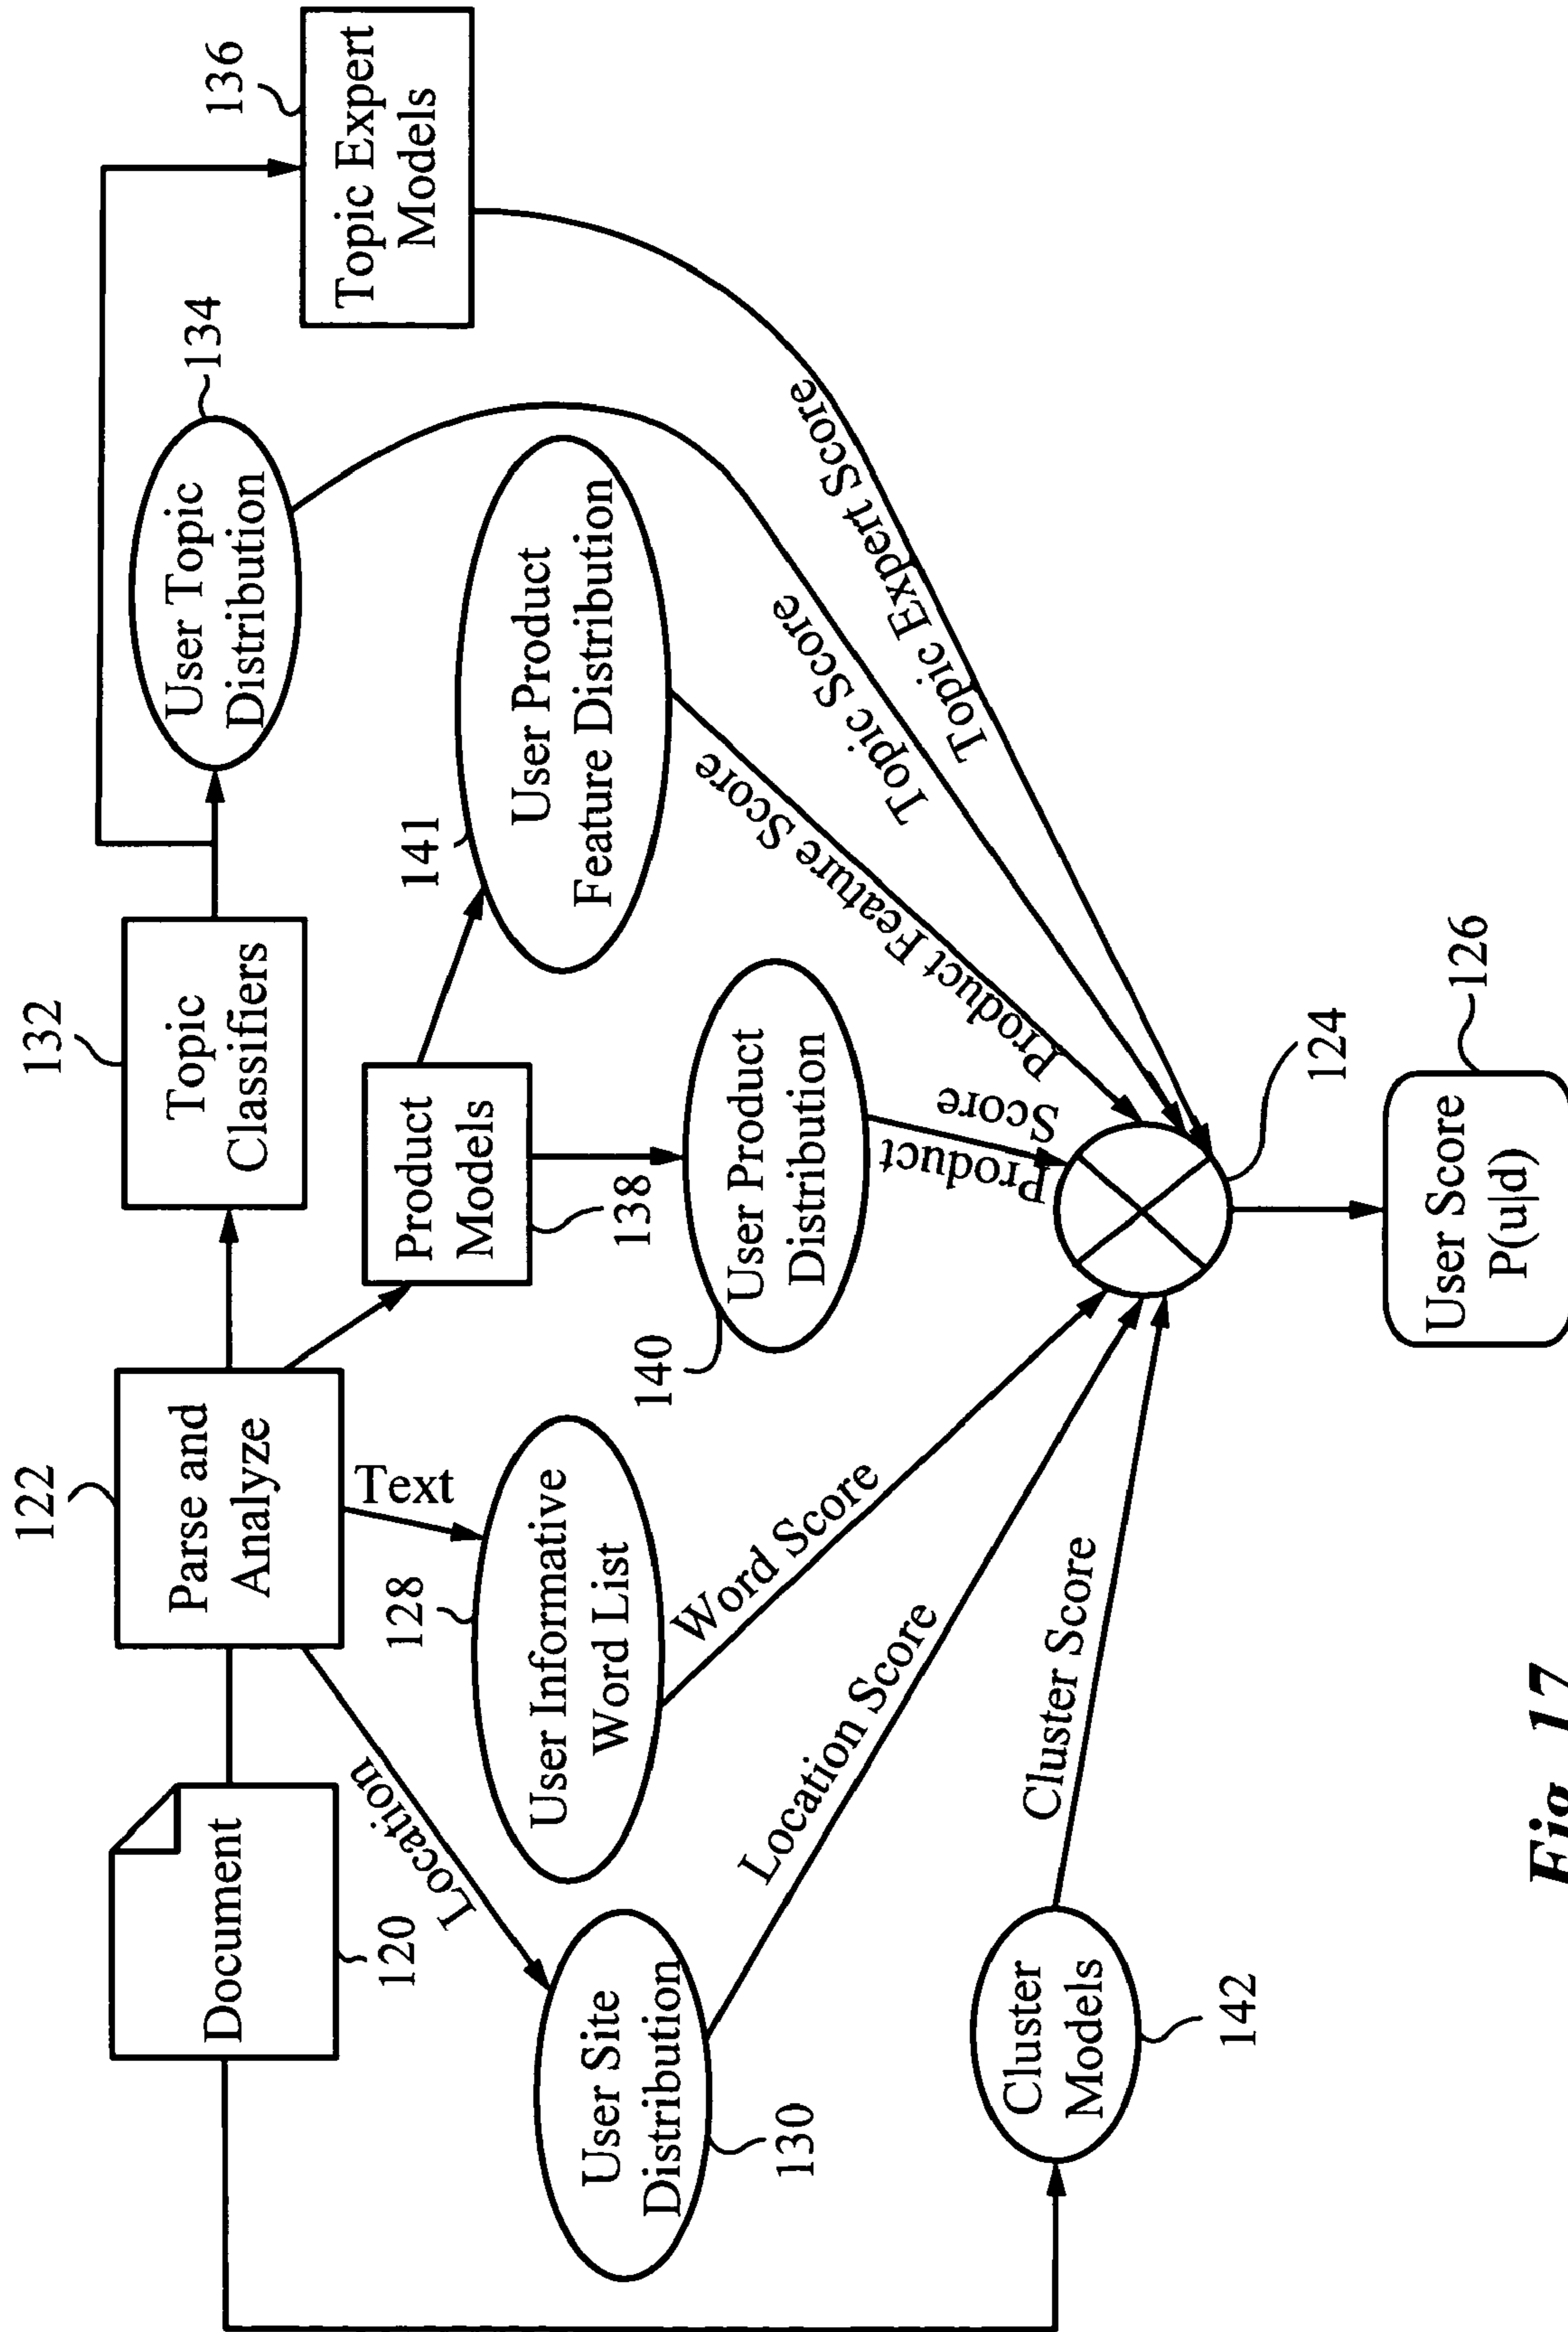 122
132
136
Document
Parse and
Analyze
Topic
Classifiers
User Topic
Distribution
134
Topic Expert
Models
120
Location
Text
128
Product
Models
138
141
User Product
Feature Distribution
User Site
Distribution
130
User Informative
Word List
140
User Product
Distribution
Word Score
Location Score
Cluster Score
Product
Score
Product Feature Score
Topic Score
Topic Expert Score
Cluster
Models
142
124
User Score
P(u|d)
126
Fig. 17